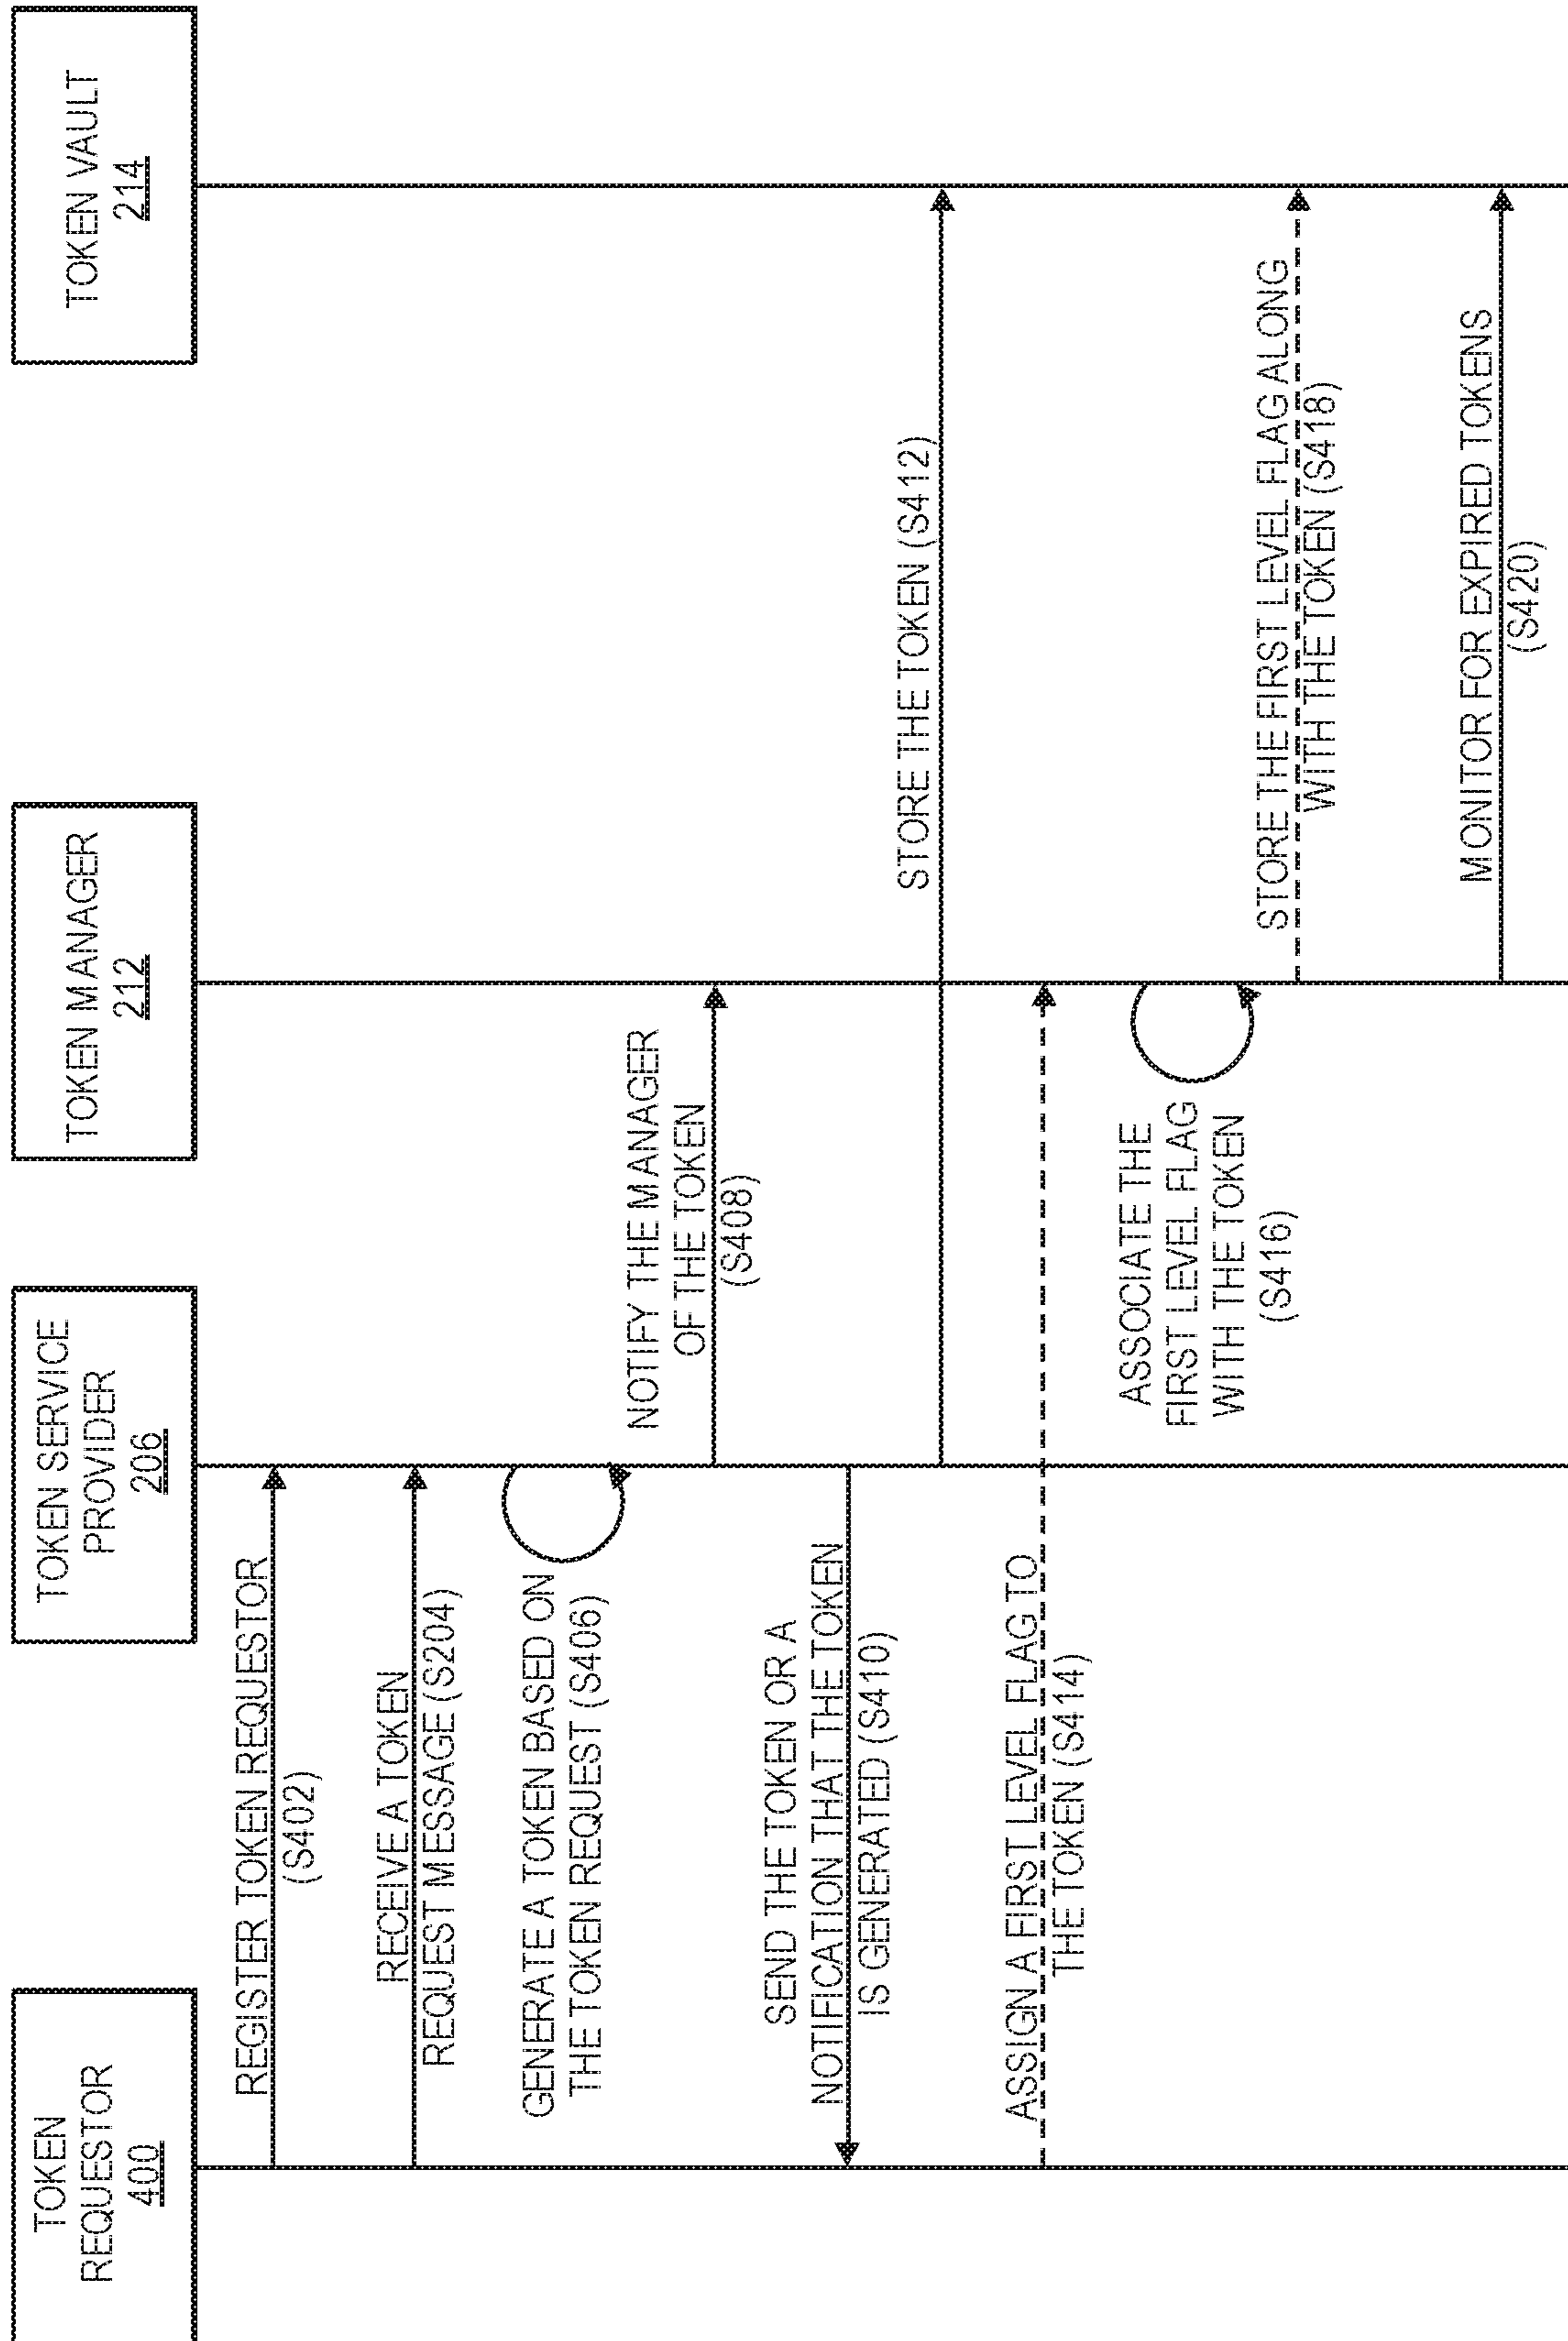 TOKEN
REQUESTOR
400
TOKEN SERVICE
PROVIDER
206
TOKEN MANAGER
212
TOKEN VAULT
214
REGISTER TOKEN REQUESTOR
(S402)
RECEIVE A TOKEN
REQUEST MESSAGE (S204)
GENERATE A TOKEN BASED ON
THE TOKEN REQUEST (S406)
NOTIFY THE MANAGER
OF THE TOKEN
(S408)
SEND THE TOKEN OR A
NOTIFICATION THAT THE TOKEN
IS GENERATED (S410)
STORE THE TOKEN (S412)
ASSIGN A FIRST LEVEL FLAG TO
THE TOKEN (S414)
ASSOCIATE THE
FIRST LEVEL FLAG
WITH THE TOKEN
(S416)
STORE THE FIRST LEVEL FLAG ALONG
WITH THE TOKEN (S418)
MONITOR FOR EXPIRED TOKENS
(S420)